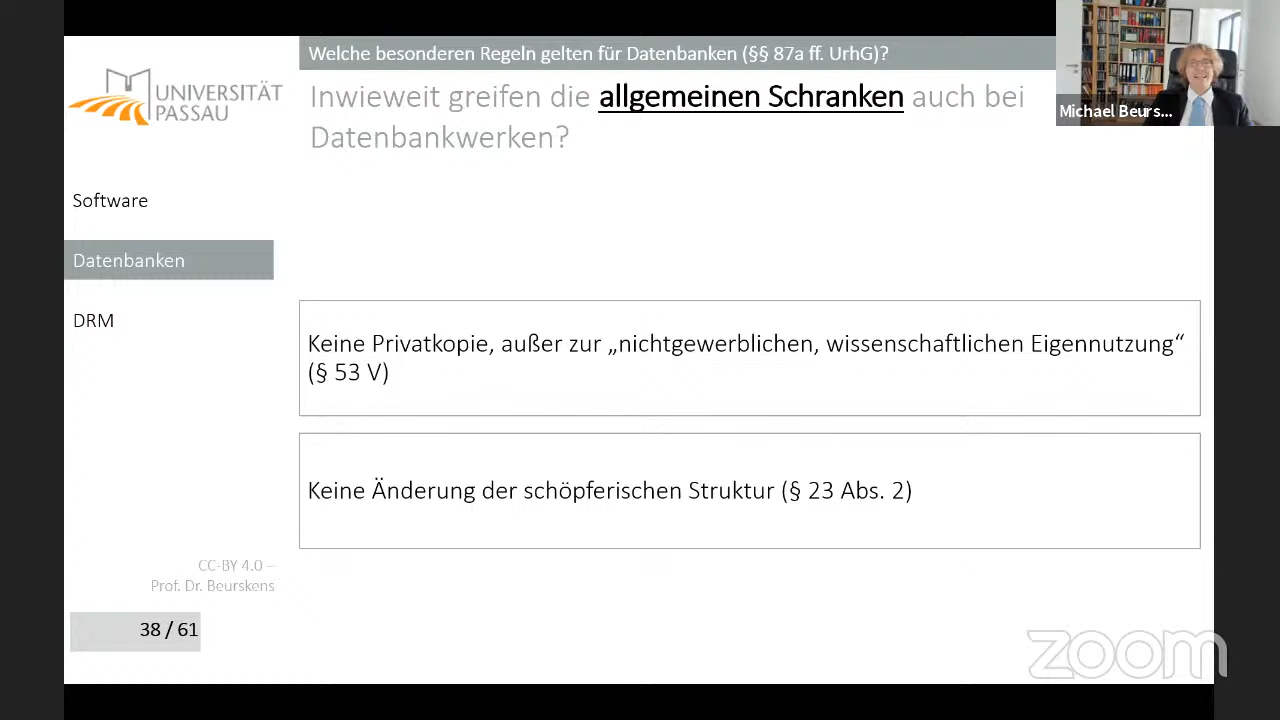 Welche besonderen Regeln gelten für Datenbanken (§§ 87a ff. UrhG)?
UNIVERSITÄT
PASSAU
Inwieweit greifen die allgemeinen Schranken auch bei
Datenbankwerken?
Michael Beurs...
Software
Datenbanken
DRM
Keine Privatkopie, außer zur „nichtgewerblichen, wissenschaftlichen Eigennutzung“
(§ 53 V)
Keine Änderung der schöpferischen Struktur (§ 23 Abs. 2)
CC-BY 4.0 –
Prof. Dr. Beurskens
38 / 61
zoom